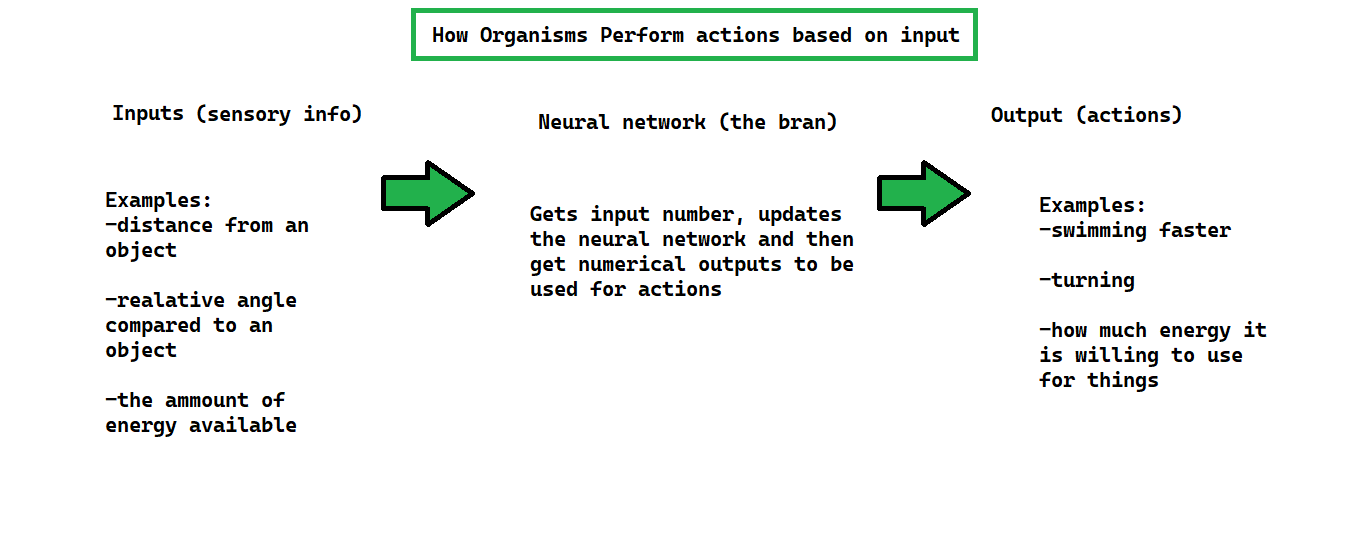 How Organisms Perform actions based on input
Inputs (sensory info)
Examples:
-distance from an
object
-realative angle
compared to an
object
-the ammount of
energy available
Neural network (the bran)
Gets input number, updates
the neural network and then
get numerical outputs to be
used for actions
Output (actions)
Examples:
-swimming faster
-turning
-how much energy it
is willing to use
for things